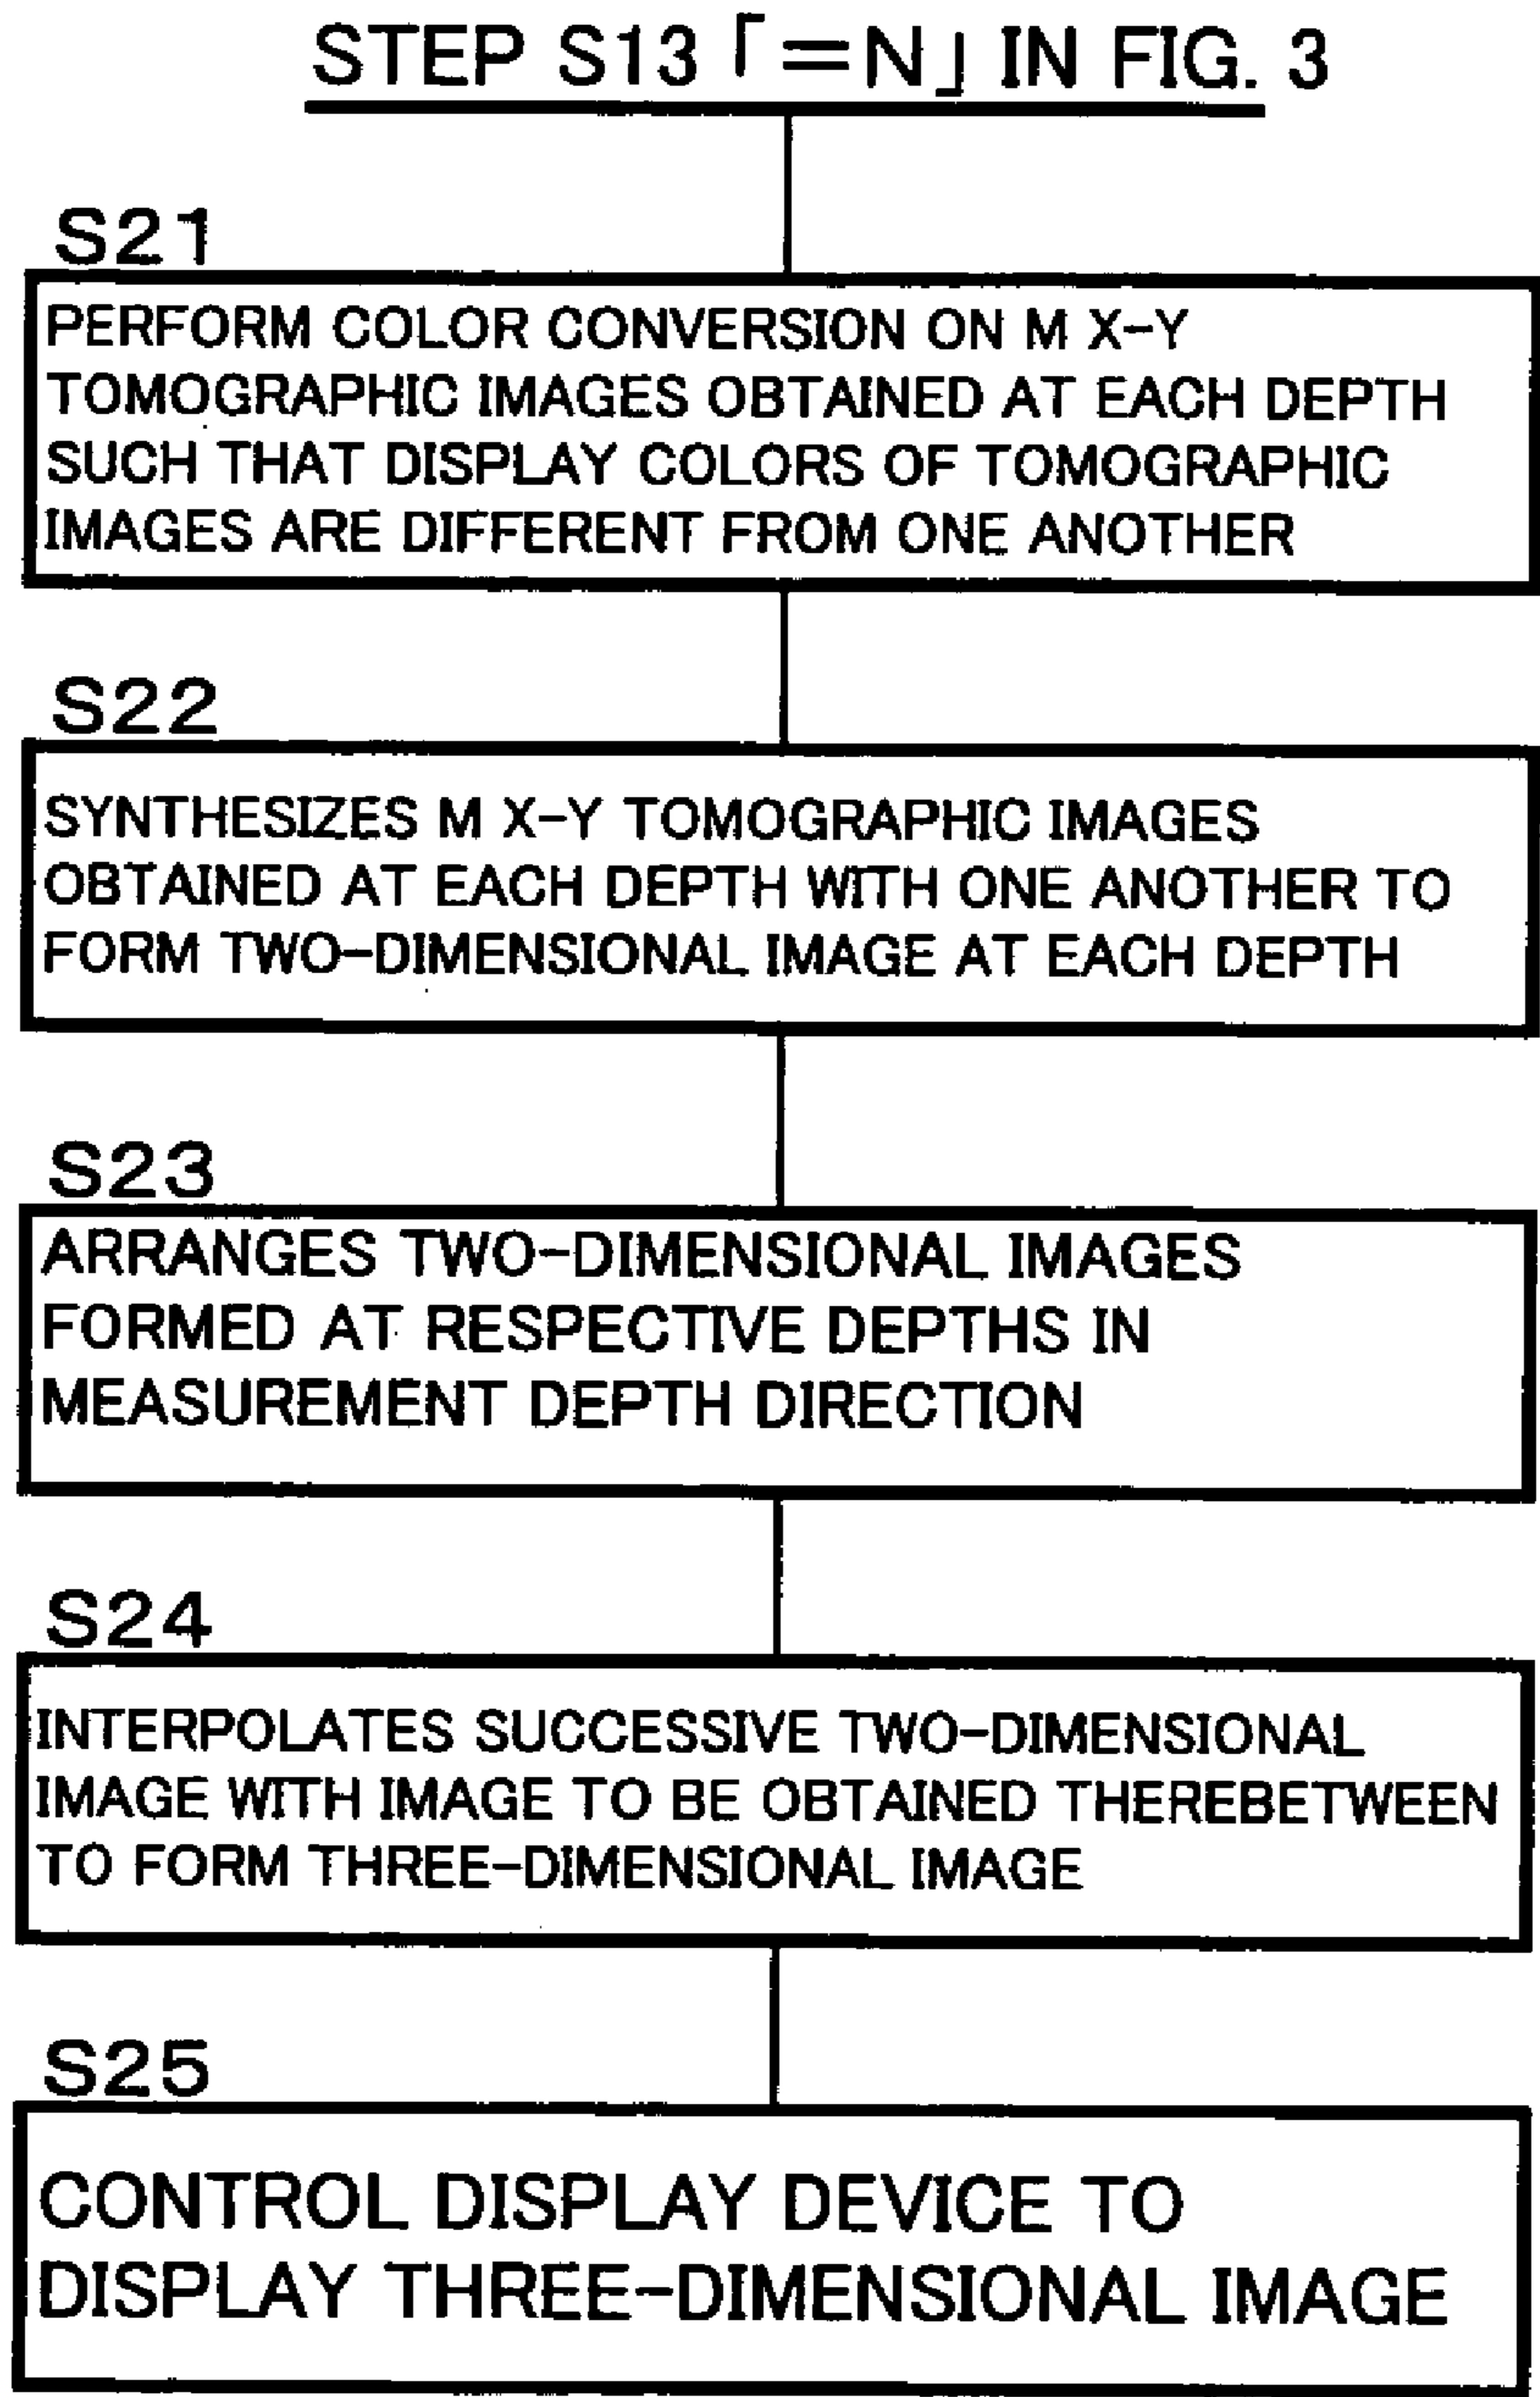 STEP S13「=N」IN FIG. 3
S21
PERFORM COLOR CONVERSION ON M X-Y
TOMOGRAPHIC IMAGES OBTAINED AT EACH DEPTH
SUCH THAT DISPLAY COLORS OF TOMOGRAPHIC
IMAGES ARE DIFFERENT FROM ONE ANOTHER
S22
SYNTHESIZES M X-Y TOMOGRAPHIC IMAGES
OBTAINED AT EACH DEPTH WITH ONE ANOTHER TO
FORM TWO-DIMENSIONAL IMAGE AT EACH DEPTH
S23
ARRANGES TWO-DIMENSIONAL IMAGES
FORMED AT RESPECTIVE DEPTHS IN
MEASUREMENT DEPTH DIRECTION
S24
INTERPOLATES SUCCESSIVE TWO-DIMENSIONAL
IMAGE WITH IMAGE TO BE OBTAINED THEREBETWEEN
TO FORM THREE-DIMENSIONAL IMAGE
S25
CONTROL DISPLAY DEVICE TO
DISPLAY THREE-DIMENSIONAL IMAGE